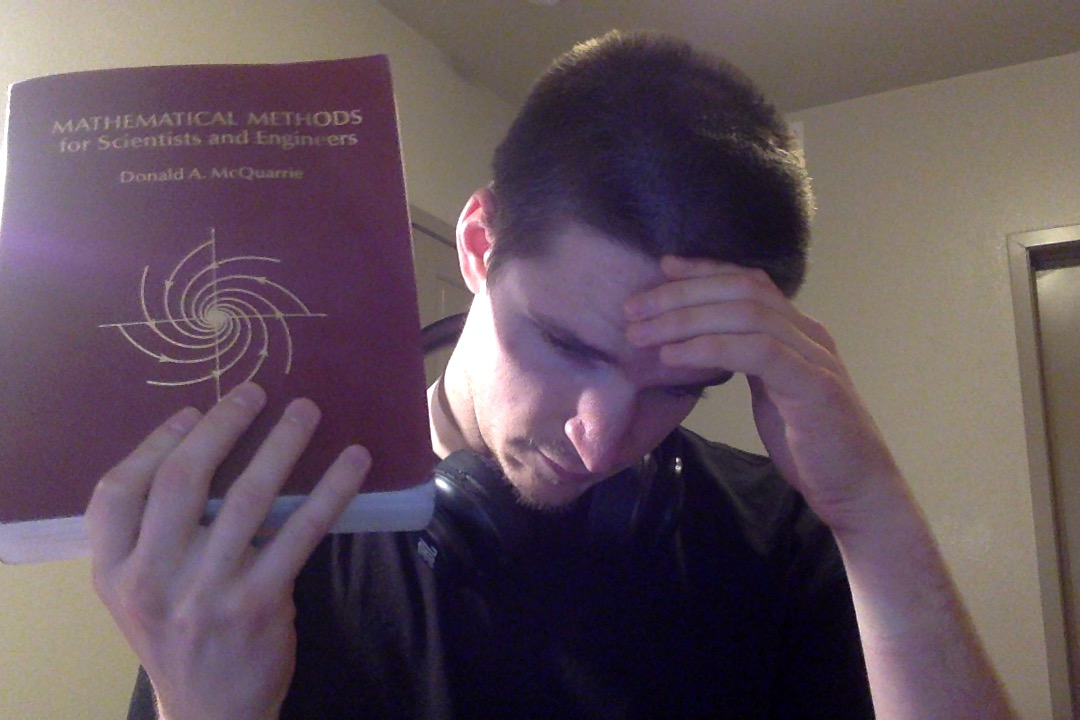 MATHEMATICAL METHODS
for Scientists and Engineers
Donald A. McQuarrie